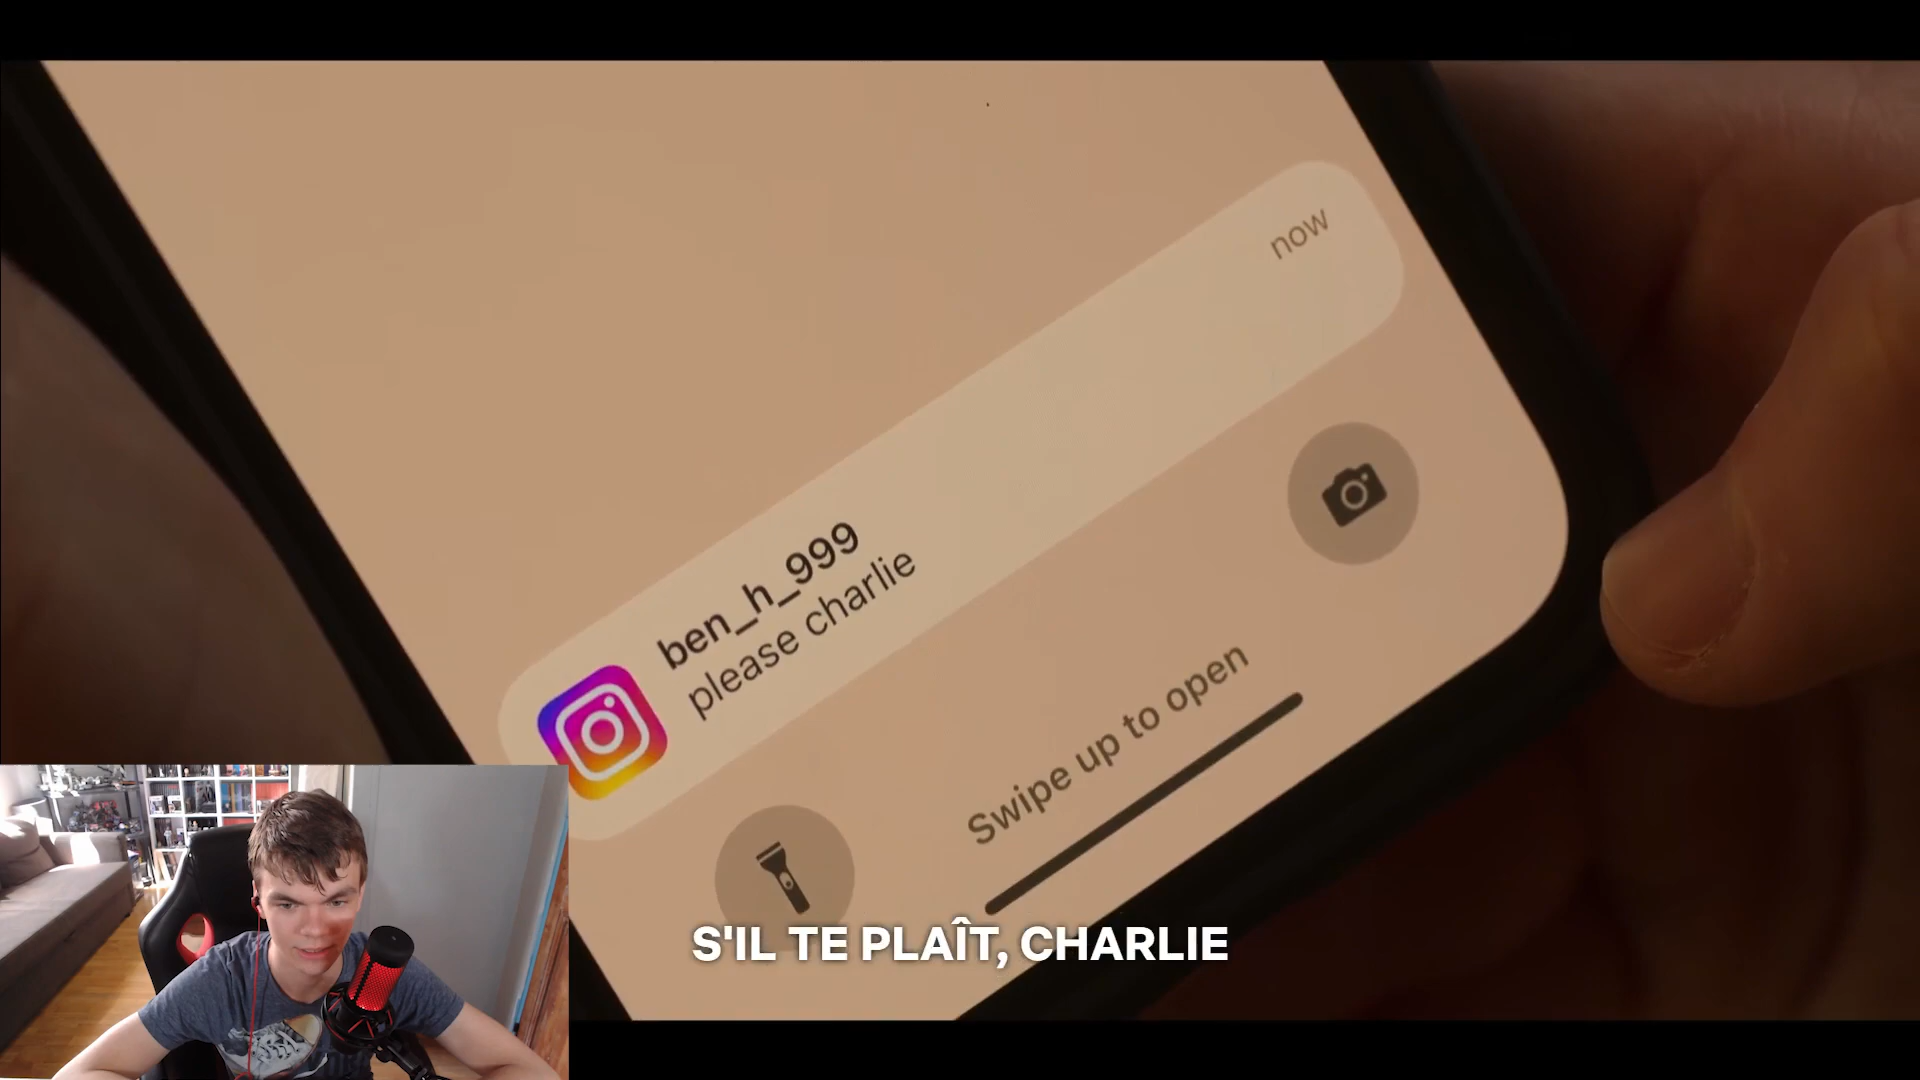 now
ben_h_999
please charlie
Swipe up to open
S'IL TE PLAÎT, CHARLIE